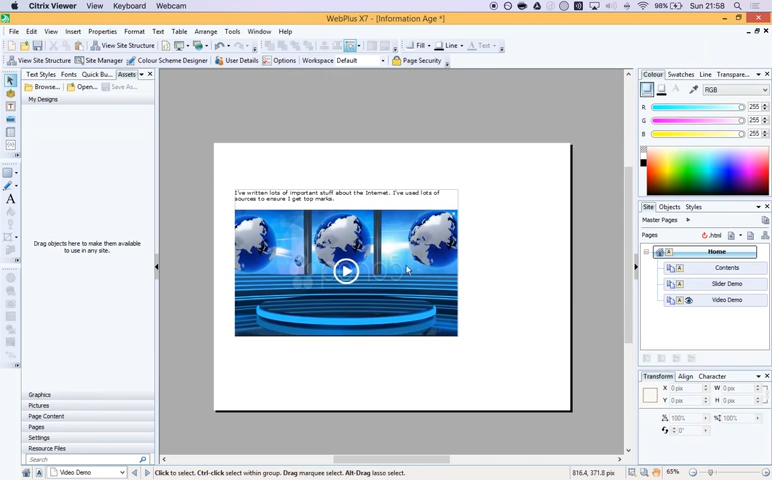 Citrix Viewer View Keyboard Webcam 98% Sun 21:58
WebPlus X7 - [Information Age *]
File Edit View Insert Properties Format Text Table Arrange Tools Window Help
View Site Structure Fill Line Text
View Site Structure Site Manager Colour Scheme Designer User Details Options Workspace Default Page Security
Text Styles Fonts Quick Bu... Assets
Browse... Open... Save As...
My Designs
Drag objects here to make them available
to use in any site.
Graphics
Pictures
Page Content
Pages
Settings
Resource Files
Search
I've written lots of important stuff about the Internet. I've used lots of
sources to ensure I get top marks.
Colour Swatches Line Transpare...
RGB
R 255
G 255
B 255
Site Objects Styles
Master Pages
Pages .html
Home
Contents
Slider Demo
Video Demo
Transform Align Character
X 0 pix W 0 pix
Y 0 pix H 0 pix
100% 100%
0°
Video Demo Click to select. Ctrl-click select within group. Drag marquee select. Alt-Drag lasso select. 816.4, 371.8 pix 65%